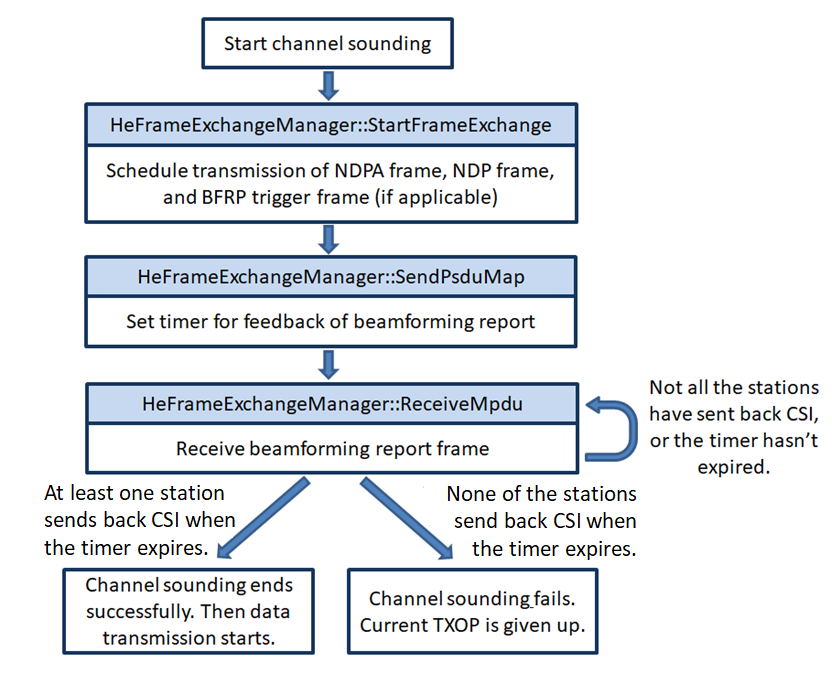 Start channel sounding
HeFrameExchangeManager::StartFrameExchange
Schedule transmission of NDPA frame, NDP frame,
and BFRP trigger frame (if applicable)
HeFrameExchangeManager::SendPsduMap
Set timer for feedback of beamforming report
HeFrameExchangeManager::ReceiveMpdu
Receive beamforming report frame
Not all the stations
have sent back CSI,
or the timer hasn't
expired.
At least one station
sends back CSI when
the timer expires.
None of the stations
send back CSI when
the timer expires.
Channel sounding ends
successfully. Then data
transmission starts.
Channel sounding fails.
Current TXOP is given up.